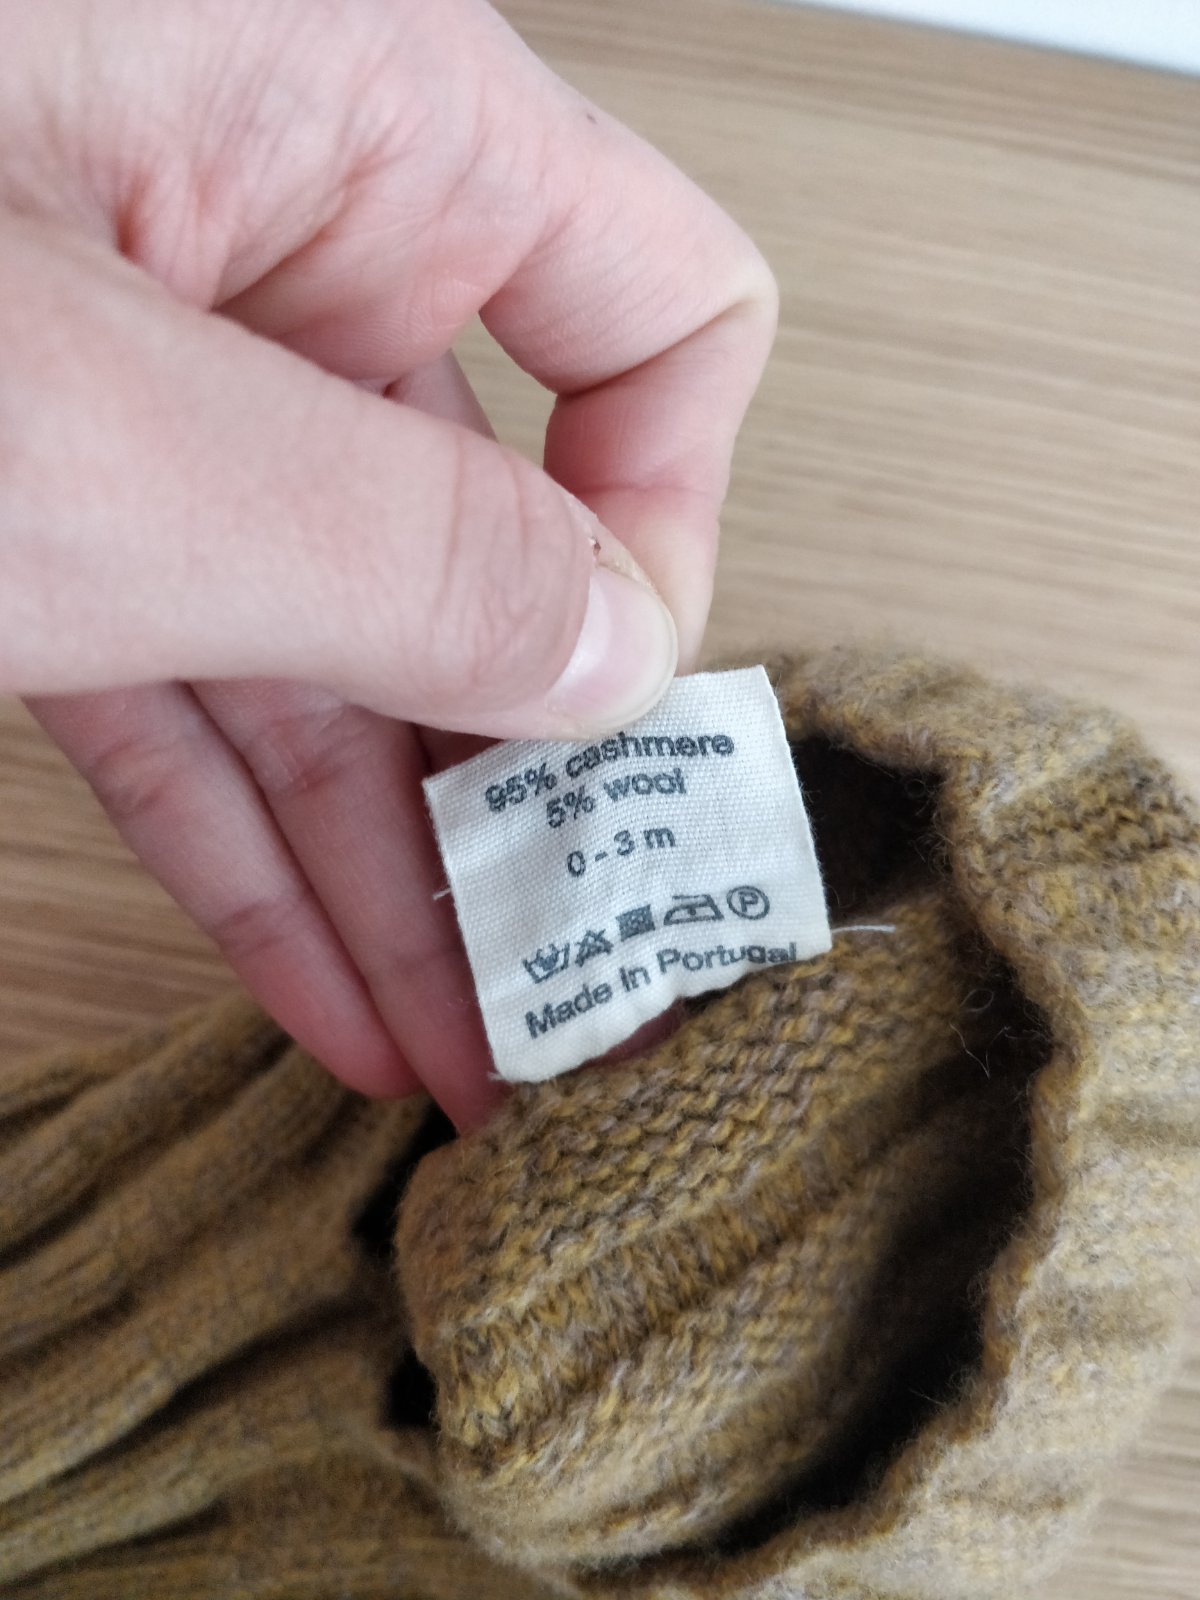 95% cashmere
5% wool
0 - 3 m
P
Made in Portugal